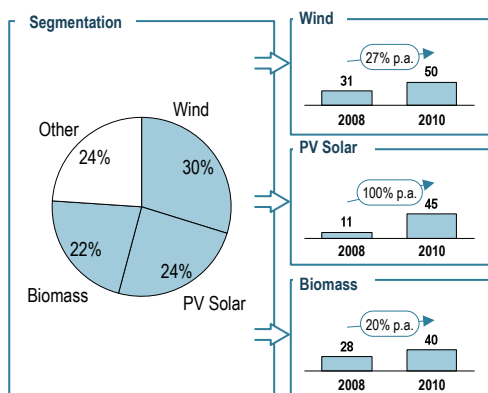 Segmentation
Wind
30%
24%
PV Solar
22%
Biomass
Other
24%
Wind
27% p.a.
31
50
2008
2010
PV Solar
100% p.a.
11
45
2008
2010
Biomass
20% p.a.
28
40
2008
2010